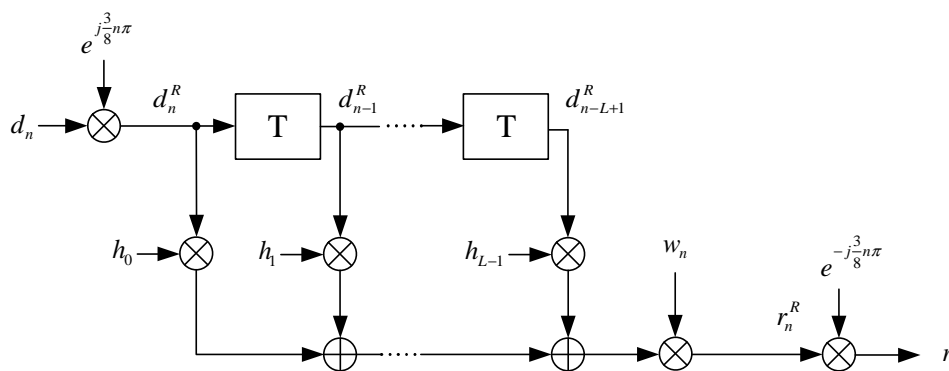 e^{j\frac{3}{8}n\pi}
d_n
d_n^R
T
d_{n-1}^R
T
d_{n-L+1}^R
h_0
h_1
h_{L-1}
w_n
r_n^R
e^{-j\frac{3}{8}n\pi}